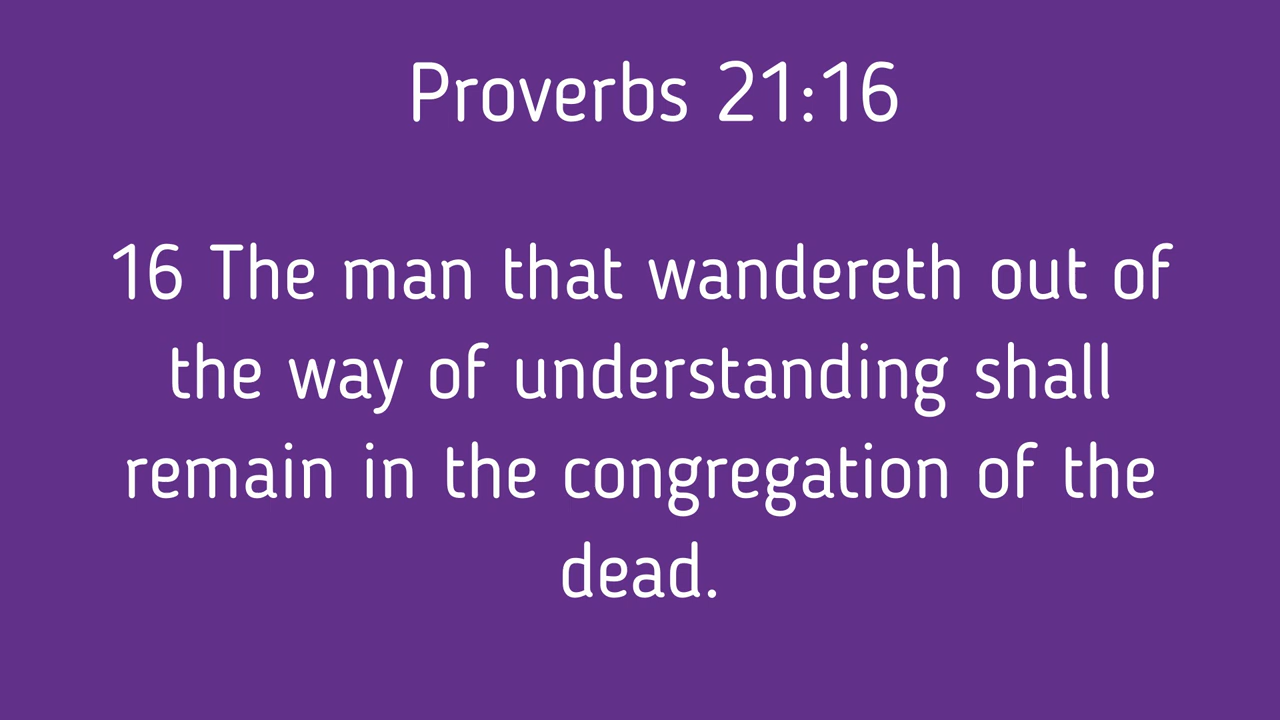 Proverbs 21:16
16 The man that wandereth out of
the way of understanding shall
remain in the congregation of the
dead.